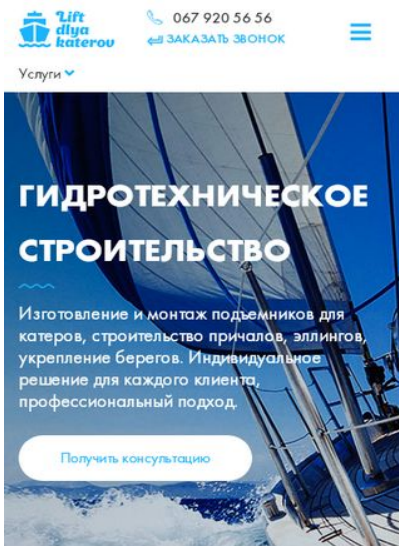 Lift
dlya
katerov
067 920 56 56
ЗАКАЗАТЬ ЗВОНОК
Услуги
ГИДРОТЕХНИЧЕСКОЕ
СТРОИТЕЛЬСТВО
Изготовление и монтаж подъемников для
катеров, строительство причалов, эллингов,
укрепление берегов. Индивидуальное
решение для каждого клиента,
профессиональный подход.
Получить консультацию